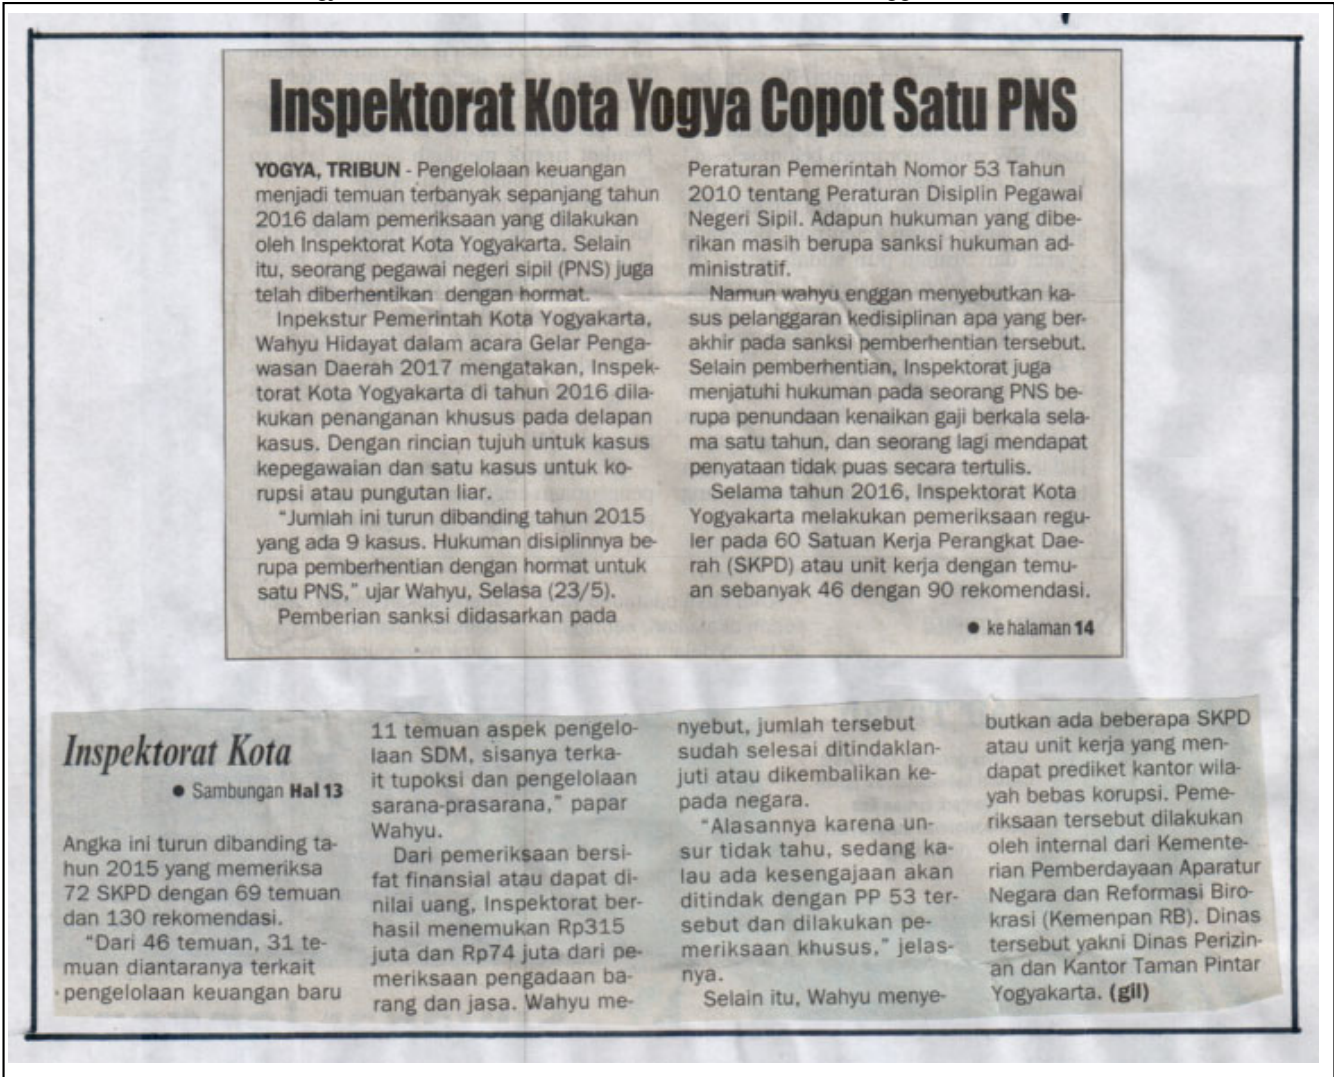 Inspektorat Kota Yogya Copot Satu PNS
YOGYA, TRIBUN - Pengelolaan keuangan
menjadi temuan terbanyak sepanjang tahun
2016 dalam pemeriksaan yang dilakukan
oleh Inspektorat Kota Yogyakarta. Selain
itu, seorang pegawai negeri sipil (PNS) juga
telah diberhentikan dengan hormat.
Inpekstur Pemerintah Kota Yogyakarta,
Wahyu Hidayat dalam acara Gelar Penga-
wasan Daerah 2017 mengatakan, Inspek-
torat Kota Yogyakarta di tahun 2016 dila-
kukan penanganan khusus pada delapan
kasus. Dengan rincian tujuh untuk kasus
kepegawaian dan satu kasus untuk ko-
rupsi atau pungutan liar.
"Jumlah ini turun dibanding tahun 2015
yang ada 9 kasus. Hukuman disiplinnya be-
rupa pemberhentian dengan hormat untuk
satu PNS," ujar Wahyu, Selasa (23/5).
Pemberian sanksi didasarkan pada
Peraturan Pemerintah Nomor 53 Tahun
2010 tentang Peraturan Disiplin Pegawai
Negeri Sipil. Adapun hukuman yang dibe-
rikan masih berupa sanksi hukuman ad-
ministratif.
Namun wahyu enggan menyebutkan ka-
sus pelanggaran kedisiplinan apa yang ber-
akhir pada sanksi pemberhentian tersebut.
Selain pemberhentian, Inspektorat juga
menjatuhi hukuman pada seorang PNS be-
rupa penundaan kenaikan gaji berkala sela-
ma satu tahun, dan seorang lagi mendapat
penyataan tidak puas secara tertulis.
Selama tahun 2016, Inspektorat Kota
Yogyakarta melakukan pemeriksaan regu-
ler pada 60 Satuan Kerja Perangkat Dae-
rah (SKPD) atau unit kerja dengan temu-
an sebanyak 46 dengan 90 rekomendasi.
● ke halaman 14
Inspektorat Kota
● Sambungan Hal 13
Angka ini turun dibanding ta-
hun 2015 yang memeriksa
72 SKPD dengan 69 temuan
dan 130 rekomendasi.
"Dari 46 temuan, 31 te-
muan diantaranya terkait
pengelolaan keuangan baru
11 temuan aspek pengelo-
laan SDM, sisanya terka-
it tupoksi dan pengelolaan
sarana-prasarana," papar
Wahyu.
Dari pemeriksaan bersi-
fat finansial atau dapat di-
nilai uang, Inspektorat ber-
hasil menemukan Rp315
juta dan Rp74 juta dari pe-
meriksaan pengadaan ba-
rang dan jasa. Wahyu me-
nyebut, jumlah tersebut
sudah selesai ditindaklan-
juti atau dikembalikan ke-
pada negara.
"Alasannya karena un-
sur tidak tahu, sedang ka-
lau ada kesengajaan akan
ditindak dengan PP 53 ter-
sebut dan dilakukan pe-
meriksaan khusus," jelas-
nya.
Selain itu, Wahyu menye-
butkan ada beberapa SKPD
atau unit kerja yang men-
dapat prediket kantor wila-
yah bebas korupsi. Peme-
riksaan tersebut dilakukan
oleh internal dari Kemente-
rian Pemberdayaan Aparatur
Negara dan Reformasi Biro-
krasi (Kemenpan RB). Dinas
tersebut yakni Dinas Perizin-
an dan Kantor Taman Pintar
Yogyakarta. (gil)